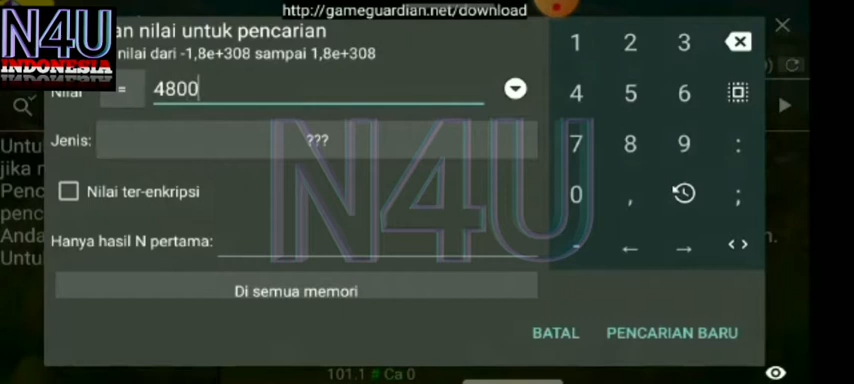 http://gameguardian.net/download
N4U
INDONESIA
an nilai untuk pencarian
nilai dari -1,8e+308 sampai 1,8e+308
Nilai = 4800
Jenis: ???
Nilai ter-enkripsi
Hanya hasil N pertama:
Di semua memori
BATAL PENCARIAN BARU
1 2 3
4 5 6
7 8 9 :
0 , ;
- ← → < >
N4U
Untu
jika
Penc
penc
Anda
Untu
101.1 # Ca 0